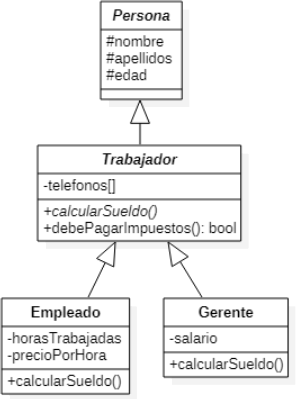 Persona
#nombre
#apellidos
#edad
Trabajador
-telefonos[]
+calcularSueldo()
+debePagarImpuestos(): bool
Empleado
-horasTrabajadas
-precioPorHora
+calcularSueldo()
Gerente
-salario
+calcularSueldo()